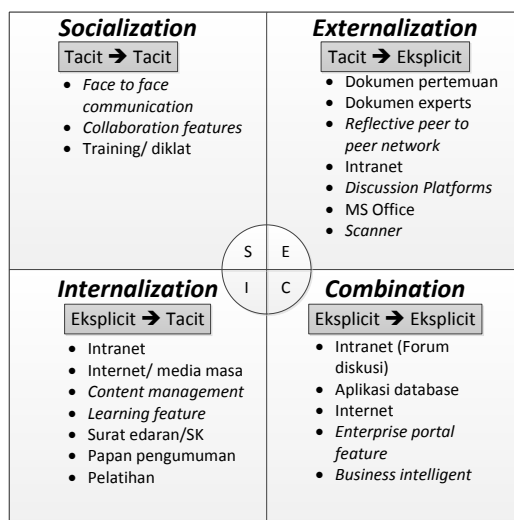 Socialization
Tacit ➔ Tacit
• Face to face
communication
• Collaboration features
• Training/ diklat
Externalization
Tacit ➔ Eksplicit
• Dokumen pertemuan
• Dokumen experts
• Reflective peer to
peer network
• Intranet
• Discussion Platforms
• MS Office
• Scanner
S E
I C
Internalization
Eksplicit ➔ Tacit
• Intranet
• Internet/ media masa
• Content management
• Learning feature
• Surat edaran/SK
• Papan pengumuman
• Pelatihan
Combination
Eksplicit ➔ Eksplicit
• Intranet (Forum
diskusi)
• Aplikasi database
• Internet
• Enterprise portal
feature
• Business intelligent